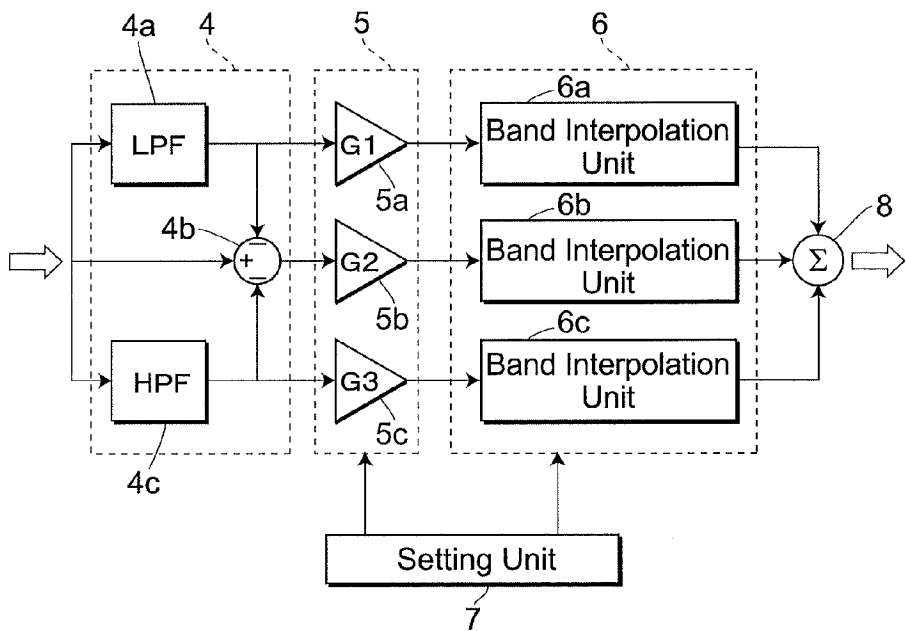 4a
4
5
6
LPF
G1
5a
6a
Band Interpolation
Unit
4b
−
+
−
G2
5b
6b
Band Interpolation
Unit
8
Σ
HPF
4c
G3
5c
6c
Band Interpolation
Unit
Setting Unit
7